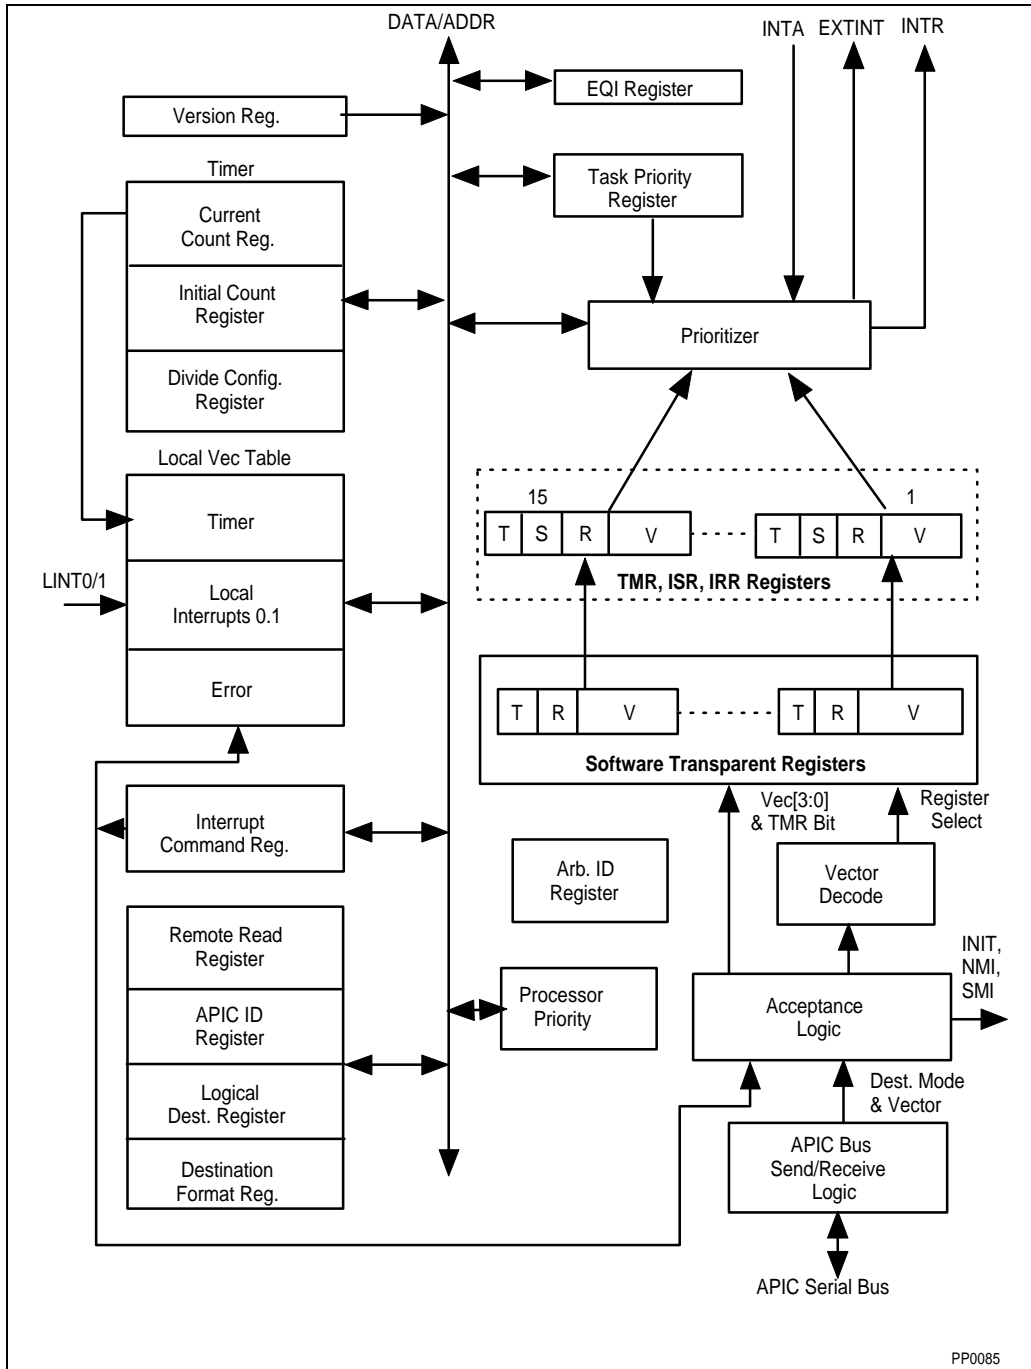 DATA/ADDR
INTA
EXTINT
INTR
EQI Register
Version Reg.
Timer
Task Priority
Register
Current
Count Reg.
Initial Count
Register
Prioritizer
Divide Config.
Register
Local Vec Table
15
1
Timer
T S R V
T S R V
LINT0/1
TMR, ISR, IRR Registers
Local
Interrupts 0.1
Error
T R V
T R V
Software Transparent Registers
Vec[3:0]
& TMR Bit
Register
Select
Interrupt
Command Reg.
Arb. ID
Register
Vector
Decode
Remote Read
Register
INIT,
NMI,
SMI
Processor
Priority
Acceptance
Logic
APIC ID
Register
Dest. Mode
& Vector
Logical
Dest. Register
APIC Bus
Send/Receive
Logic
Destination
Format Reg.
APIC Serial Bus
PP0085